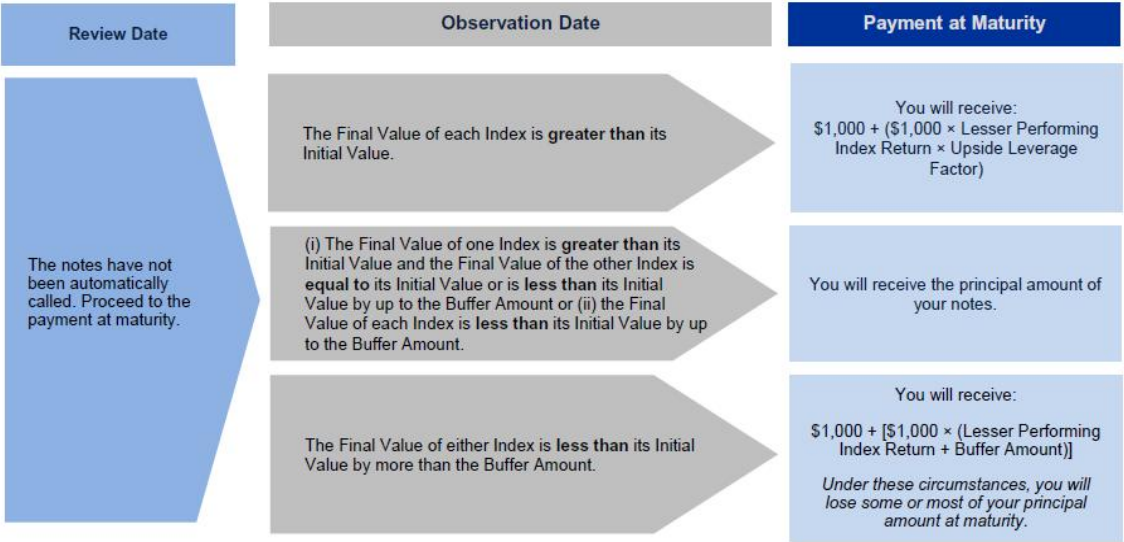 Review Date
Observation Date
Payment at Maturity
The notes have not
been automatically
called. Proceed to the
payment at maturity.
The Final Value of each Index is greater than its
Initial Value.
You will receive:
$1,000 + ($1,000 × Lesser Performing
Index Return × Upside Leverage
Factor)
(i) The Final Value of one Index is greater than its
Initial Value and the Final Value of the other Index is
equal to its Initial Value or is less than its Initial
Value by up to the Buffer Amount or (ii) the Final
Value of each Index is less than its Initial Value by up
to the Buffer Amount.
You will receive the principal amount of
your notes.
The Final Value of either Index is less than its Initial
Value by more than the Buffer Amount.
You will receive:
$1,000 + [$1,000 × (Lesser Performing
Index Return + Buffer Amount)]
Under these circumstances, you will
lose some or most of your principal
amount at maturity.